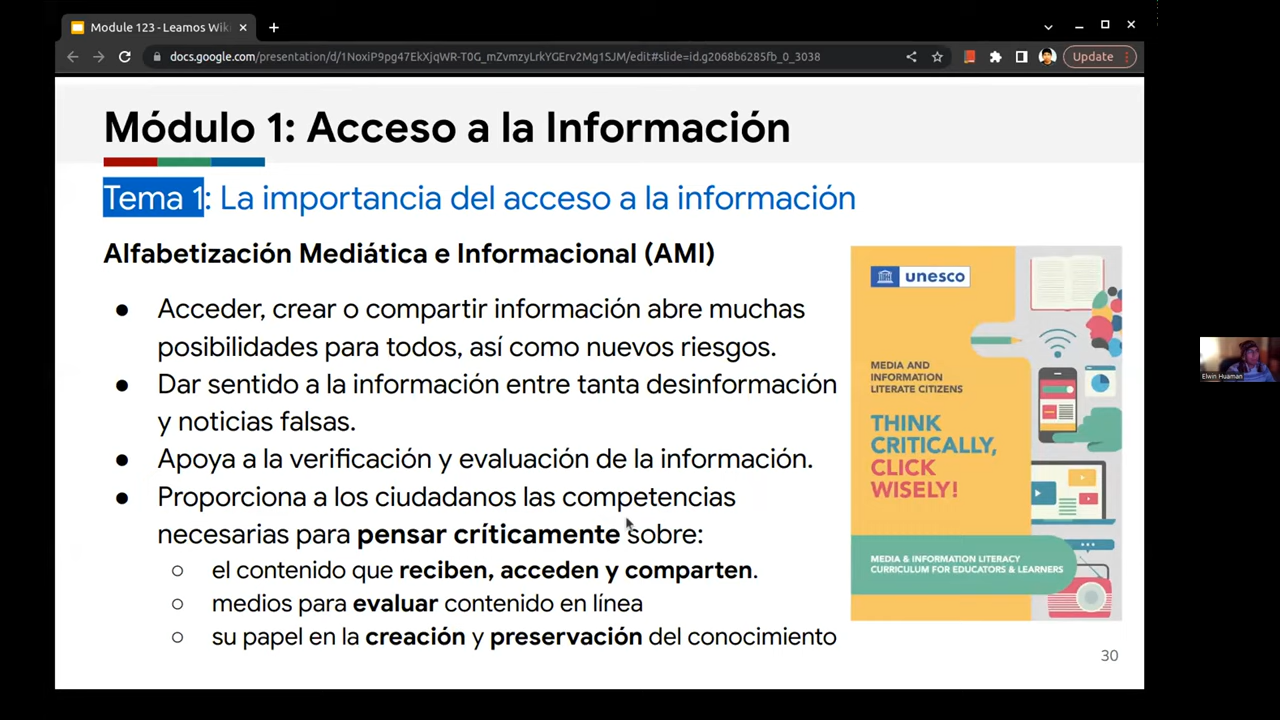 Module 123 - Leamos Wiki
docs.google.com/presentation/d/1NoxiP9pg47EkXjqWR-T0G_mZvmzyLrkYGErv2Mg1SJM/edit#slide=id.g2068b6285fb_0_3038
Update
Módulo 1: Acceso a la Información
Tema 1: La importancia del acceso a la información
Alfabetización Mediática e Informacional (AMI)
● Acceder, crear o compartir información abre muchas
posibilidades para todos, así como nuevos riesgos.
● Dar sentido a la información entre tanta desinformación
y noticias falsas.
● Apoya a la verificación y evaluación de la información.
● Proporciona a los ciudadanos las competencias
necesarias para pensar críticamente sobre:
○ el contenido que reciben, acceden y comparten.
○ medios para evaluar contenido en línea
○ su papel en la creación y preservación del conocimiento
unesco
MEDIA AND
INFORMATION
LITERATE CITIZENS
THINK
CRITICALLY,
CLICK
WISELY!
MEDIA & INFORMATION LITERACY
CURRICULUM FOR EDUCATORS & LEARNERS
30
Elwin Huaman